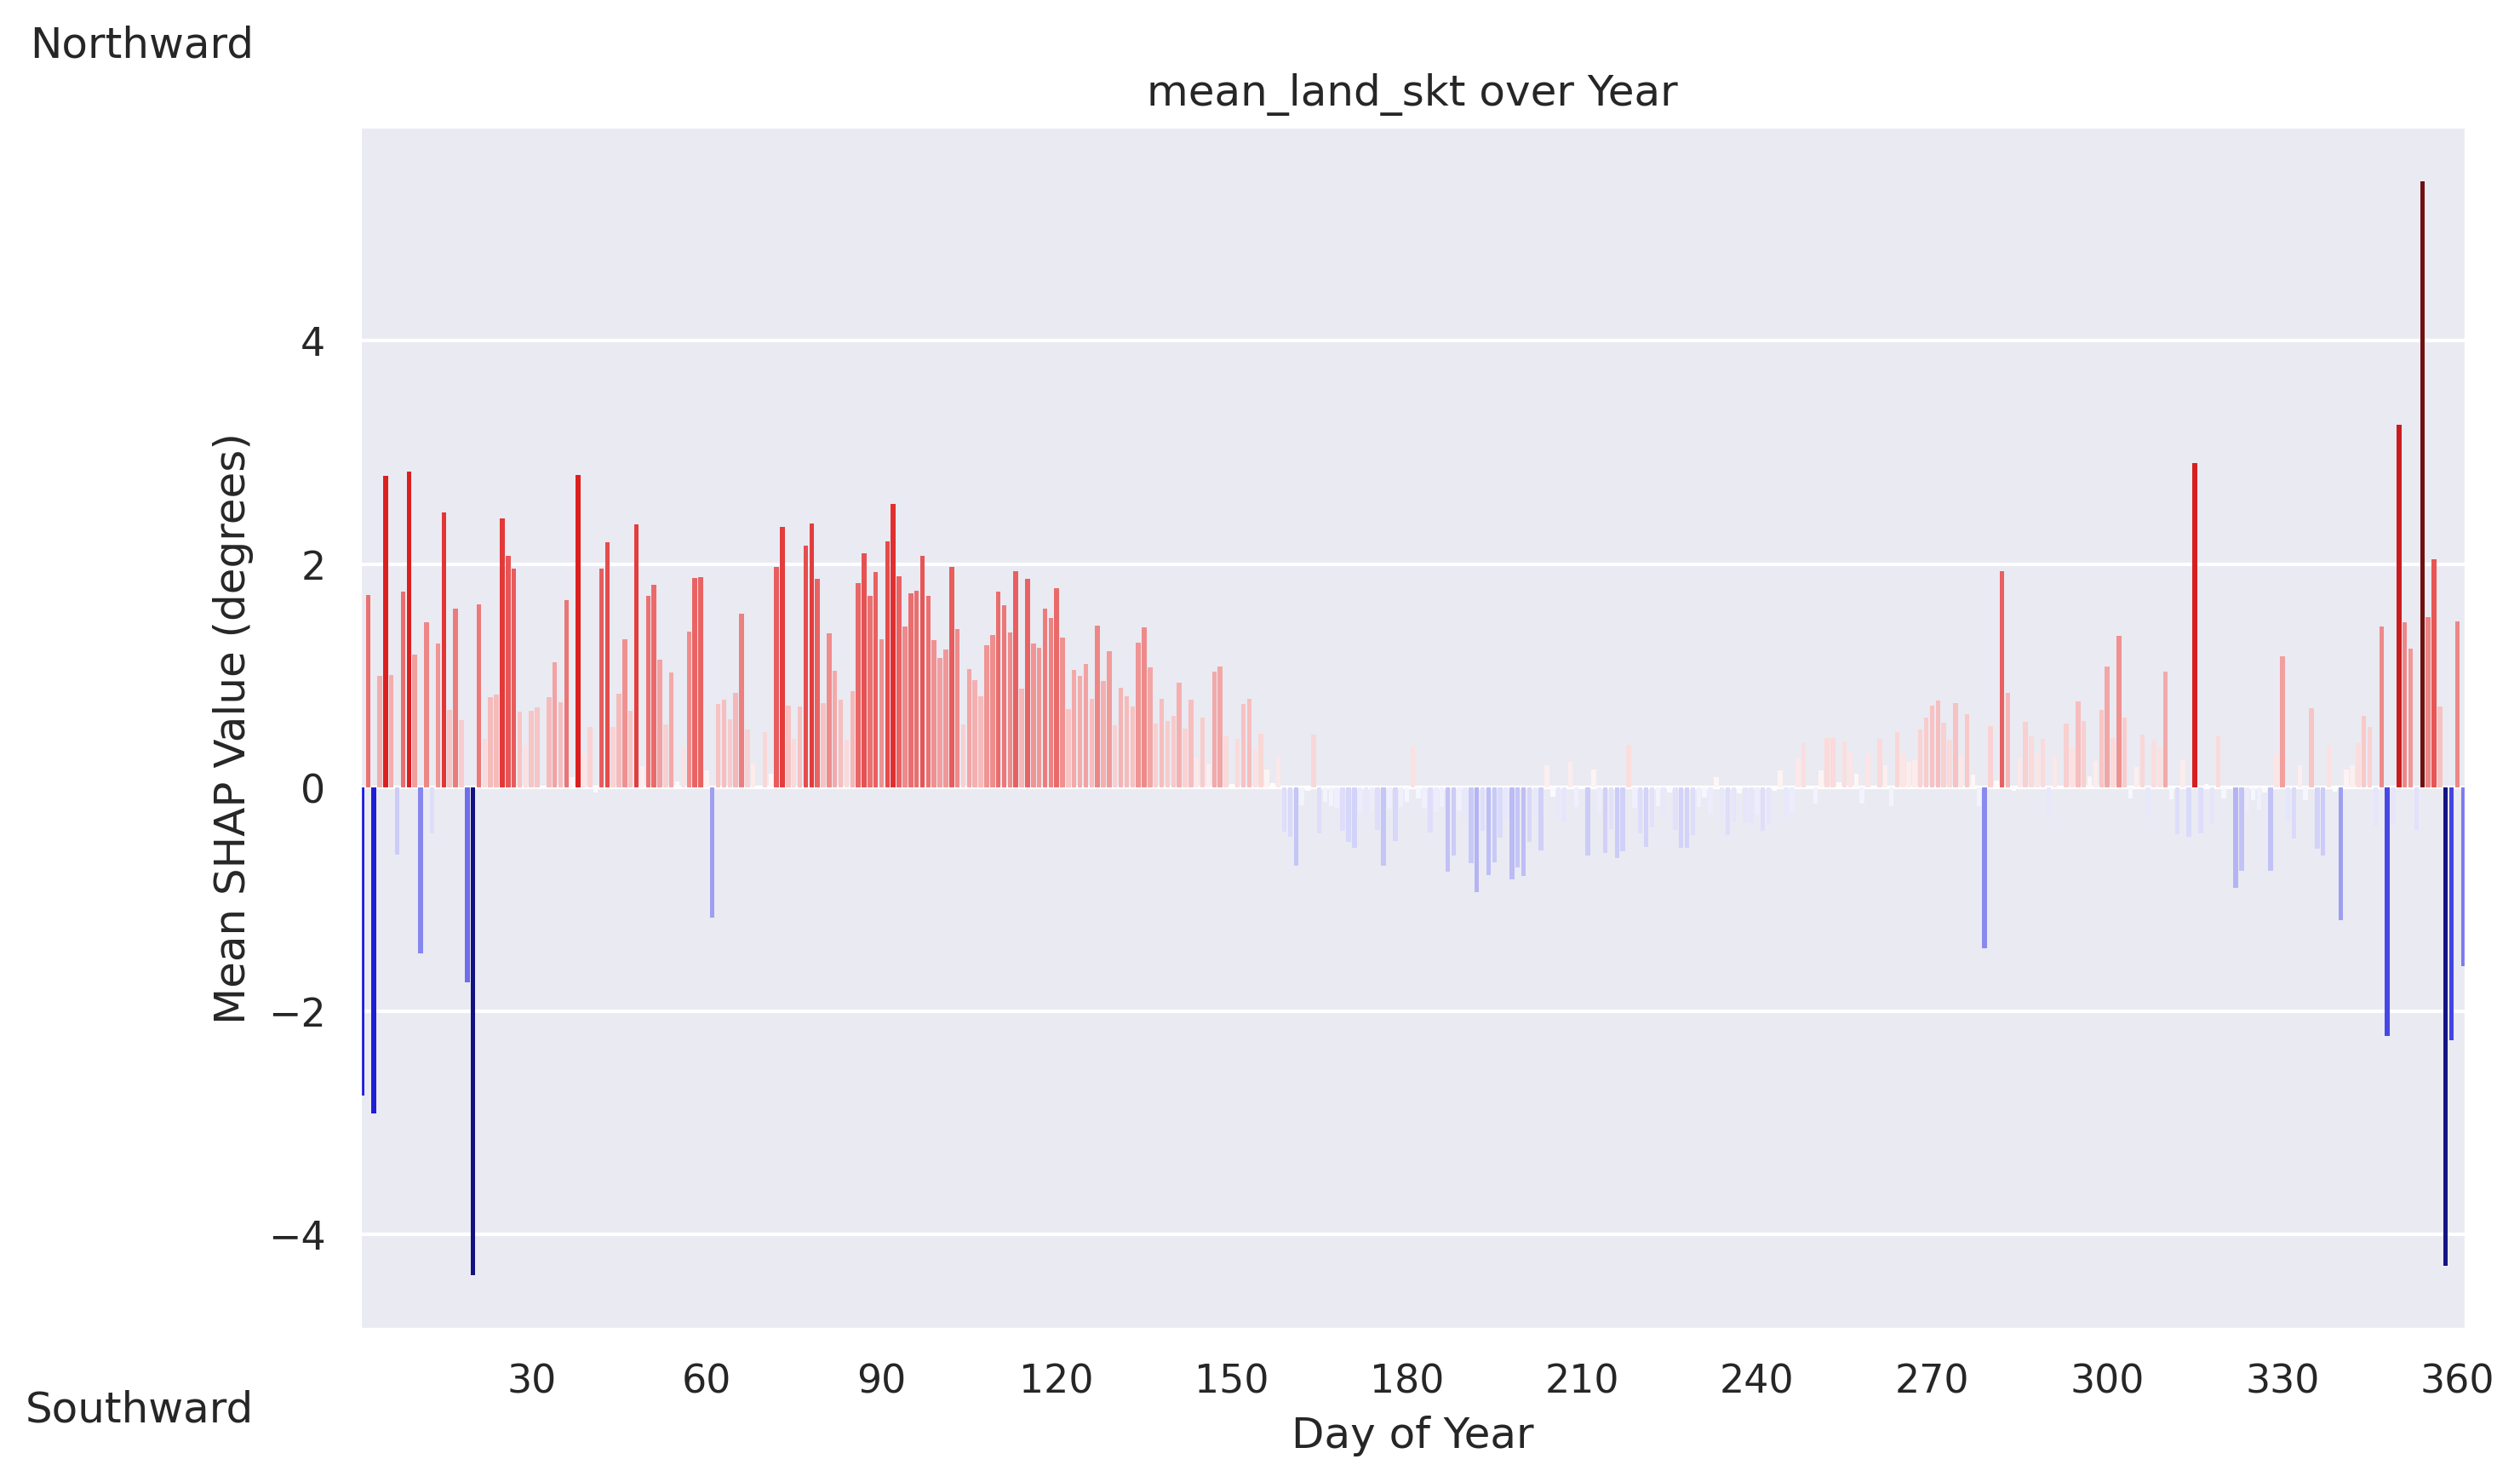 Northward
mean_land_skt over Year
Mean SHAP Value (degrees)
4
2
0
−2
−4
30 60 90 120 150 180 210 240 270 300 330 360
Day of Year
Southward